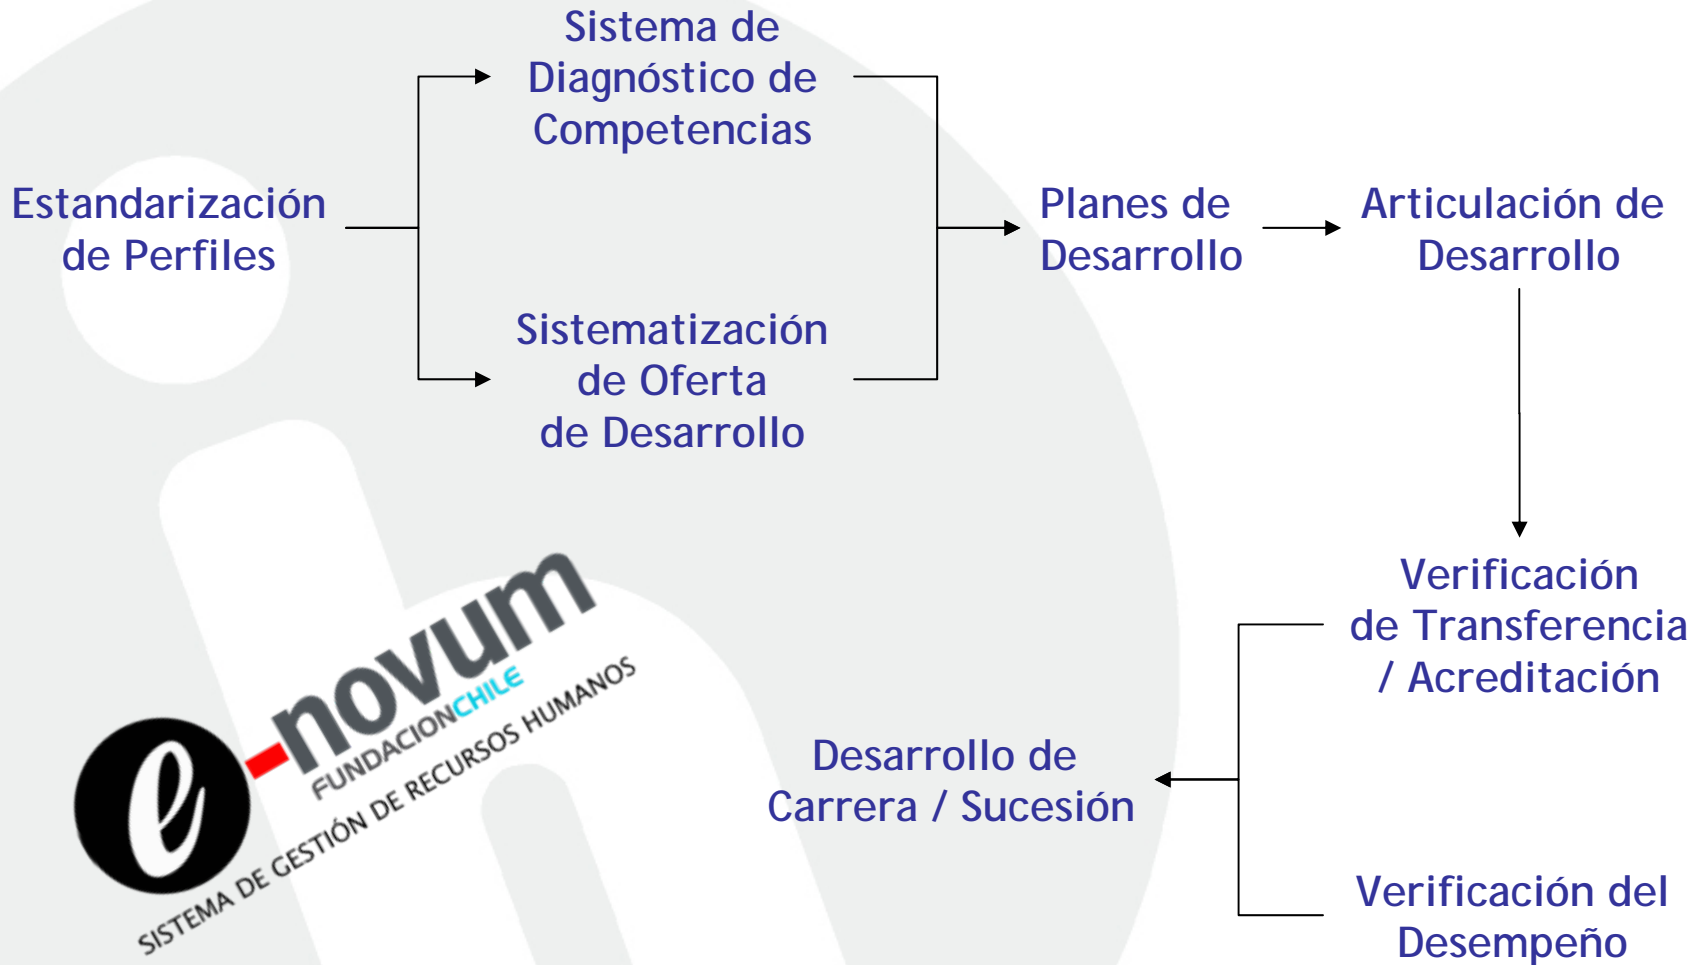 Sistema de
Diagnóstico de
Competencias
Estandarización
de Perfiles
Planes de
Desarrollo
Articulación de
Desarrollo
Sistematización
de Oferta
de Desarrollo
Verificación
de Transferencia
/ Acreditación
Desarrollo de
Carrera / Sucesión
Verificación del
Desempeño
e-novum
FUNDACIONCHILE
SISTEMA DE GESTIÓN DE RECURSOS HUMANOS